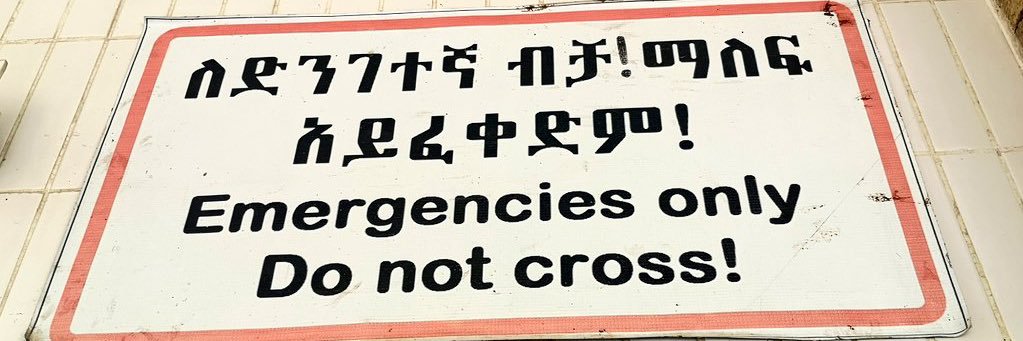 ለድንገተኛ ብቻ!ማለፍ
አይፈቀድም!
Emergencies only
Do not cross!